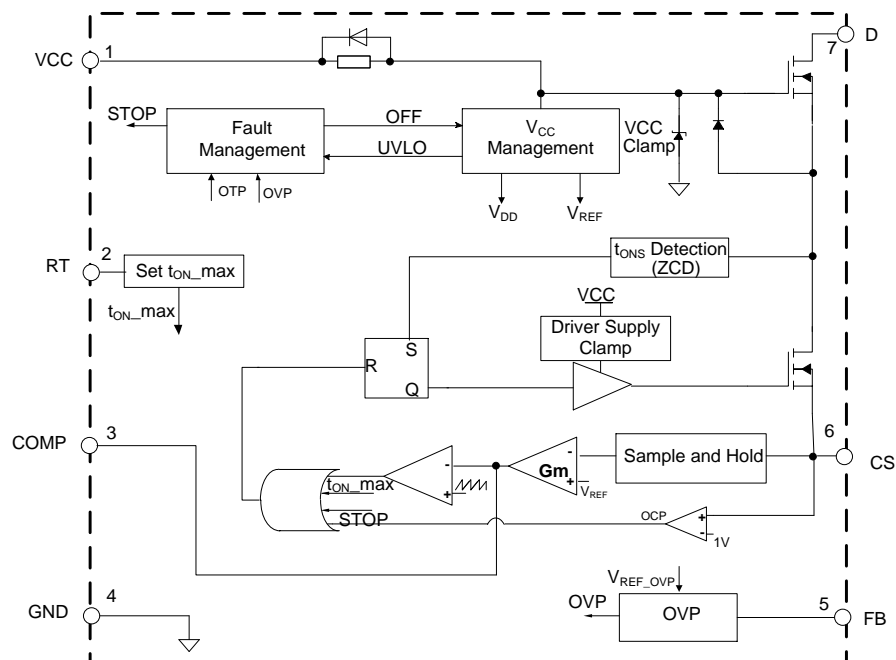 D
7
1
VCC
STOP
Fault
Management
OFF
UVLO
VCC
Management
VCC
Clamp
OTP
OVP
VDD
VREF
2
RT
Set tON_max
tON_max
tONS Detection
(ZCD)
VCC
Driver Supply
Clamp
S
R
Q
COMP
3
6
CS
Sample and Hold
-
Gm
+
VREF
-
+
tON_max
STOP
OCP
+
-
1V
4
GND
VREF_OVP
OVP
OVP
5
FB